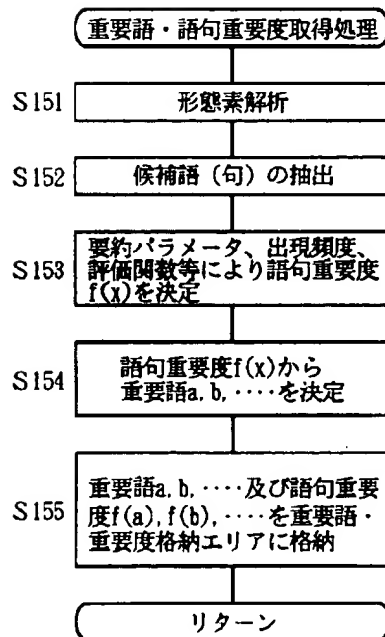 重要語・語句重要度取得処理
S151
形態素解析
S152
候補語（句）の抽出
S153
要約パラメータ、出現頻度、
評価関数等により語句重要度
f(x)を決定
S154
語句重要度f(x)から
重要語a,b,‥‥を決定
S155
重要語a,b,‥‥及び語句重要
度f(a),f(b),‥‥を重要語・
重要度格納エリアに格納
リターン